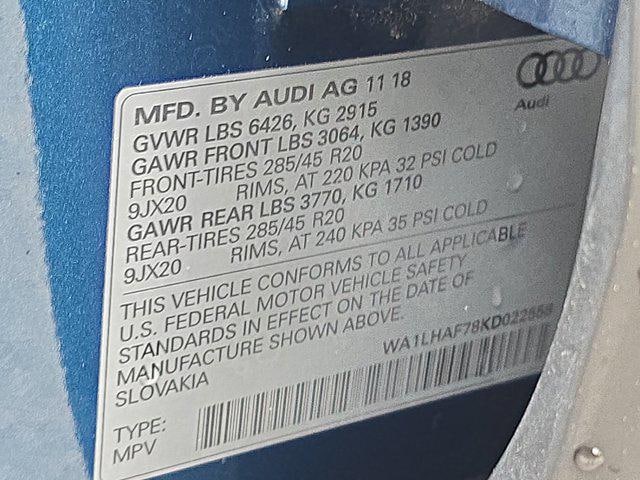 MFD. BY AUDI AG 11 18
GVWR LBS 6426, KG 2915
GAWR FRONT LBS 3064, KG 1390
FRONT-TIRES 285/45 R20
9JX20 RIMS, AT 220 KPA 32 PSI COLD
GAWR REAR LBS 3770, KG 1710
REAR-TIRES 285/45 R20
9JX20 RIMS, AT 240 KPA 35 PSI COLD
Audi
THIS VEHICLE CONFORMS TO ALL APPLICABLE
U.S. FEDERAL MOTOR VEHICLE SAFETY
STANDARDS IN EFFECT ON THE DATE OF
MANUFACTURE SHOWN ABOVE.
SLOVAKIA
TYPE:
MPV